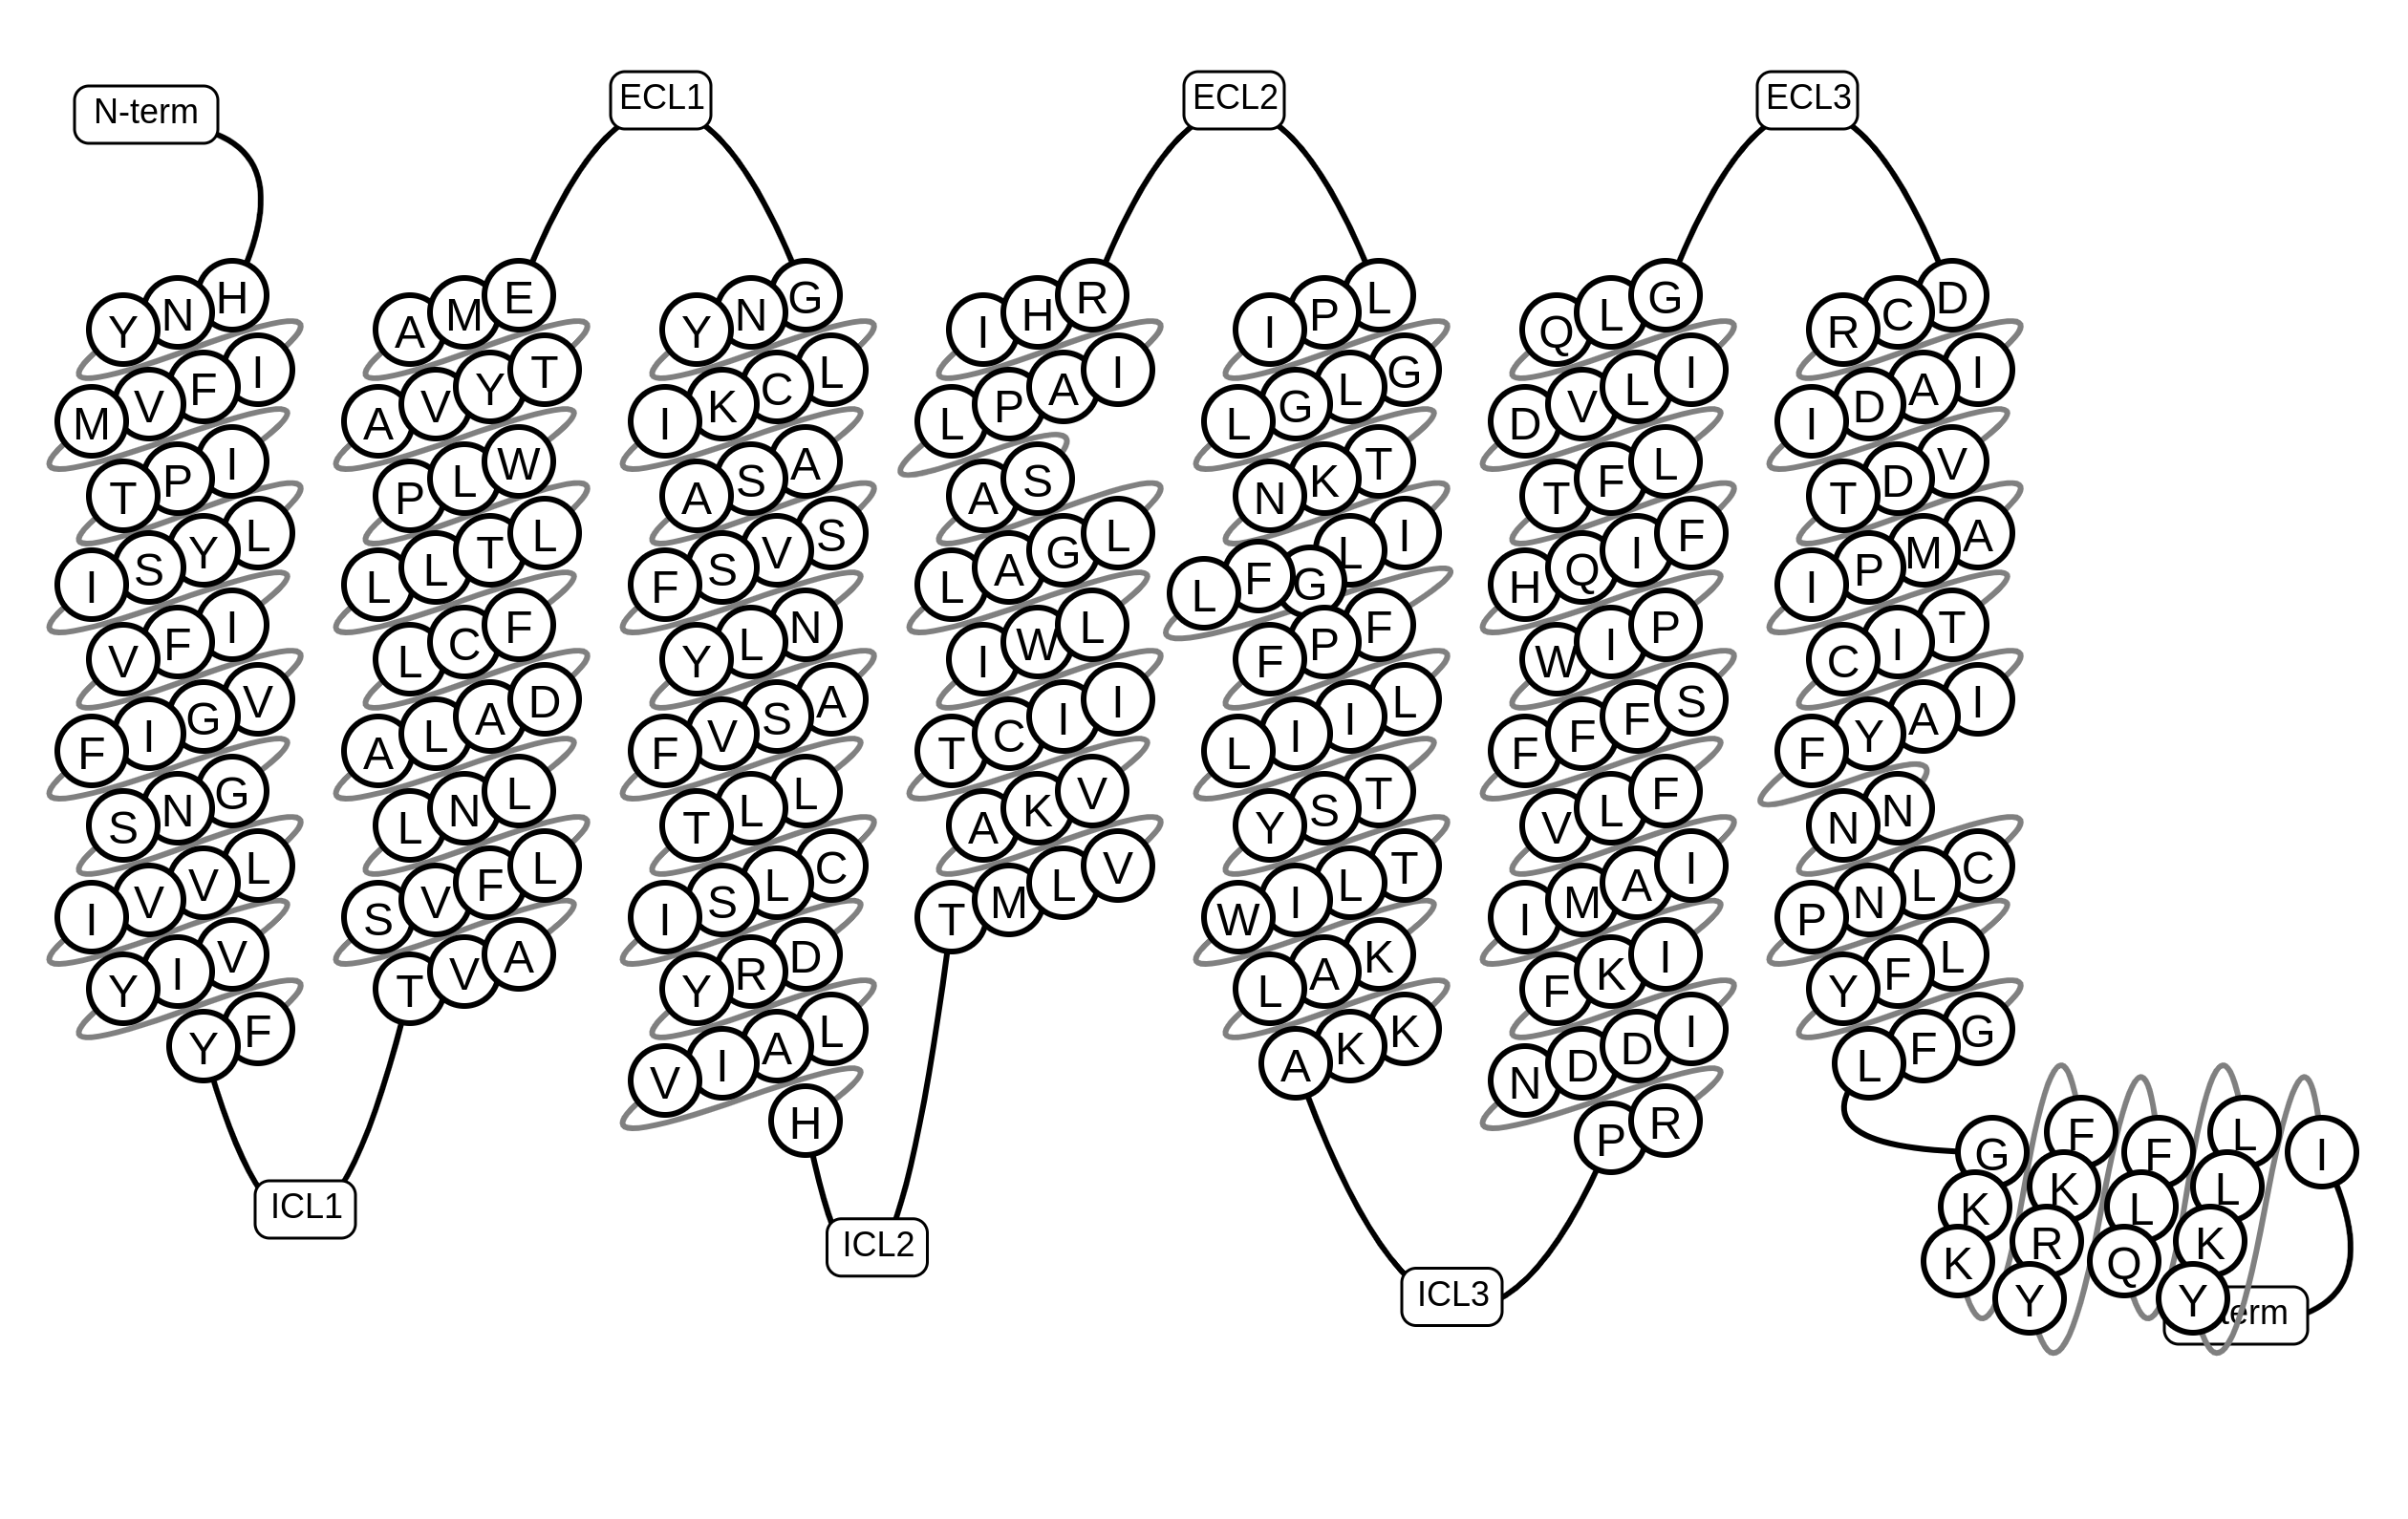 N-term
ECL1
ECL2
ECL3
Y N H
M V F I
T P I
I S Y L
V F I
F I G V
S N G
I V V L
Y I V
Y F
ICL1
A M E
A V Y T
P L W
L L T L
L C F
A L A D
L N L
S V F L
T V A
Y N G
I K C L
A S A
F S V S
Y L N
F V S A
T L L
I S L C
Y R D
V I A L
H
ICL2
I H R
L P A I
A S
L A G L
I W L
T C I I
A K V
T M L V
I P L
L G L G
N K T
L I
L F G
F P F
L I I L
Y S T
W I L T
L A K
A K K
ICL3
Q L G
D V L I
T F L
H Q I F
W I P
F F F S
V L F
I M A I
F K I
N D D I
P R
R C D
I D A I
T D V
I P M A
C I T
F Y A I
N N
P N L C
Y F L
L F G
G
K
K
F
K
R
Y
F
L
Q
L
L
K
Y
I
term